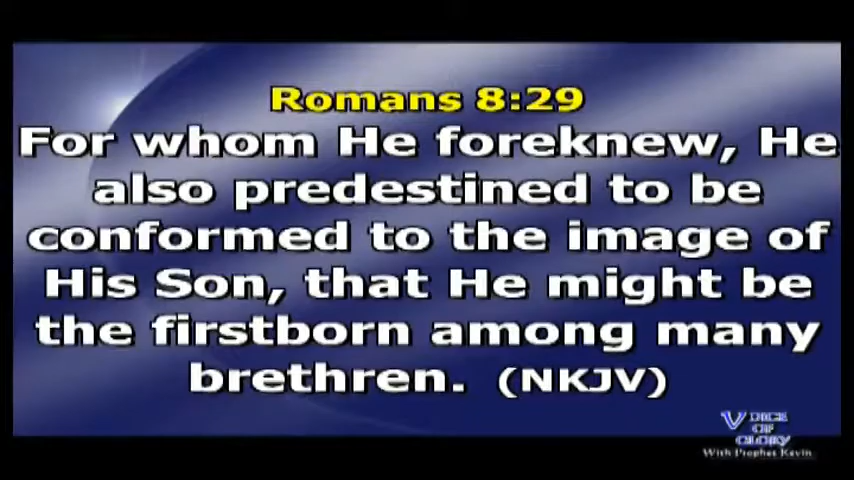 Romans 8:29
For whom He foreknew, He
also predestined to be
conformed to the image of
His Son, that He might be
the firstborn among many
brethren. (NKJV)
VOICE
OF
GLORY
With Prophet Kevin